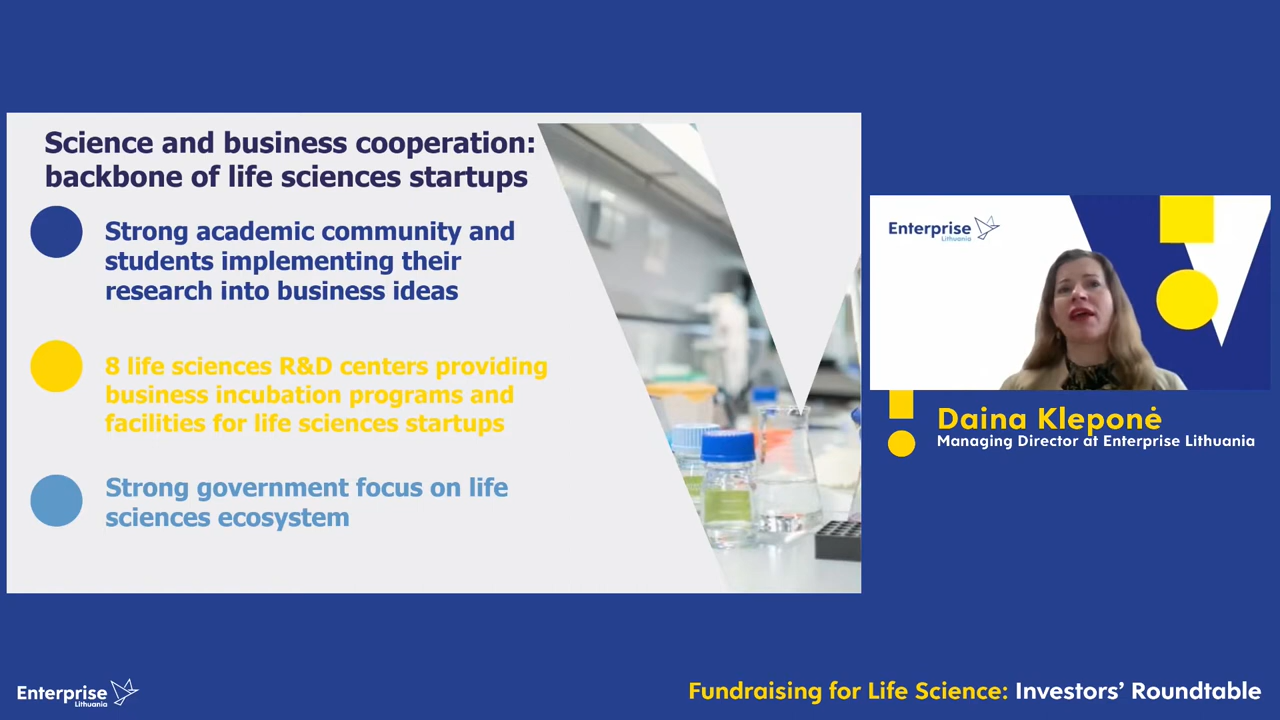 Science and business cooperation:
backbone of life sciences startups
Strong academic community and
students implementing their
research into business ideas
8 life sciences R&D centers providing
business incubation programs and
facilities for life sciences startups
Strong government focus on life
sciences ecosystem
Enterprise
Lithuania
Daina Kleponė
Managing Director at Enterprise Lithuania
Enterprise
Lithuania
Fundraising for Life Science: Investors’ Roundtable